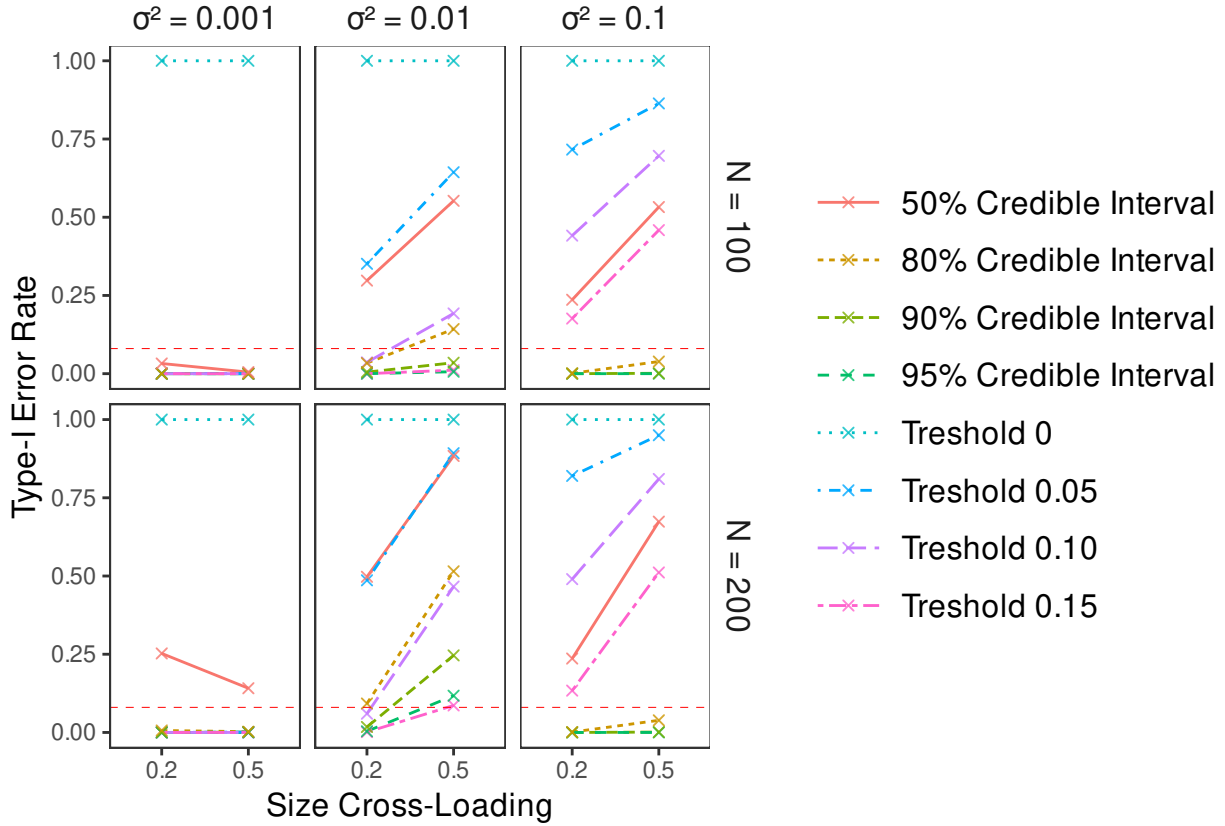 σ² = 0.001
σ² = 0.01
σ² = 0.1
Type-I Error Rate
1.00
0.75
0.50
0.25
0.00
N = 100
1.00
0.75
0.50
0.25
0.00
N = 200
0.2
0.5
0.2
0.5
0.2
0.5
Size Cross-Loading
50% Credible Interval
80% Credible Interval
90% Credible Interval
95% Credible Interval
Treshold 0
Treshold 0.05
Treshold 0.10
Treshold 0.15